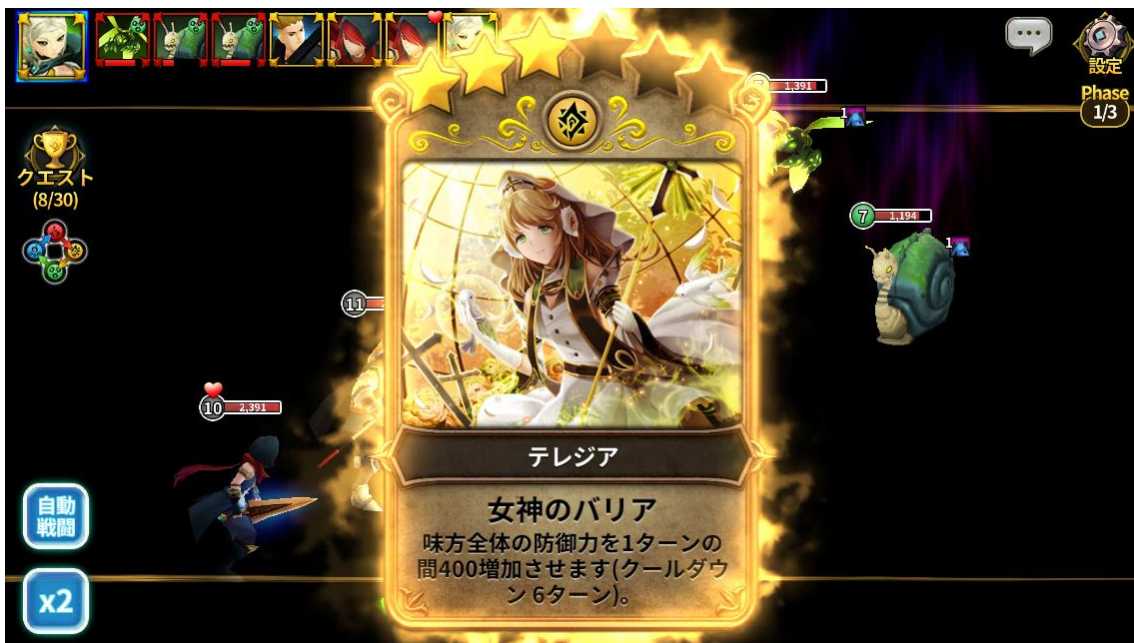 設定
Phase
1/3
1,391
1
クエスト
(8/30)
7
1,194
1
11
10
2,391
テレジア
女神のバリア
味方全体の防御力を1ターンの
間400増加させます(クールダウ
ン 6ターン)。
自動
戦闘
x2